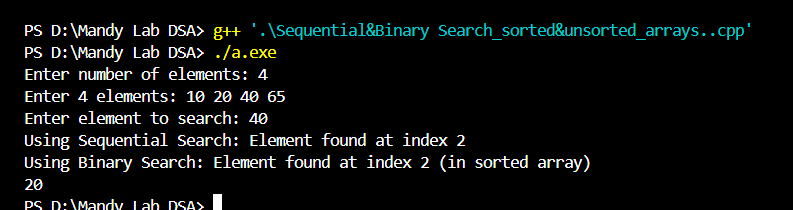 PS D:\Mandy Lab DSA> g++ '.\Sequential&Binary Search_sorted&unsorted_arrays..cpp'
PS D:\Mandy Lab DSA> ./a.exe
Enter number of elements: 4
Enter 4 elements: 10 20 40 65
Enter element to search: 40
Using Sequential Search: Element found at index 2
Using Binary Search: Element found at index 2 (in sorted array)
20
PS D:\Mandy Lab DSA>